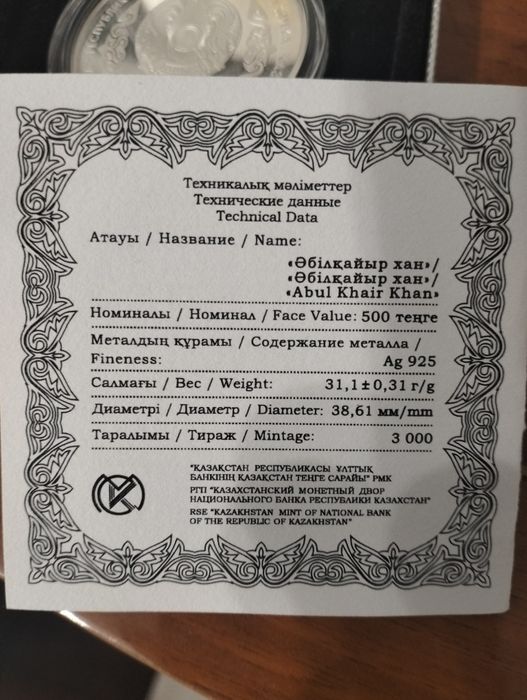 Техникалық мәліметтер
Технические данные
Technical Data
Атауы / Название / Name:
«Әбілқайыр хан»/
«Әбілқайыр хан»/
«Abul Khair Khan»
Номиналы / Номинал / Face Value: 500 теңге
Металдың құрамы / Содержание металла /
Fineness: Ag 925
Салмағы / Вес / Weight: 31,1±0,31 г/g
Диаметрі / Диаметр / Diameter: 38,61 мм/mm
Таралымы / Тираж / Mintage: 3 000
"ҚАЗАҚСТАН РЕСПУБЛИКАСЫ ҰЛТТЫҚ
БАНКІНІҢ ҚАЗАҚСТАН ТЕҢГЕ САРАЙЫ" РМК
РГП "КАЗАХСТАНСКИЙ МОНЕТНЫЙ ДВОР
НАЦИОНАЛЬНОГО БАНКА РЕСПУБЛИКИ КАЗАХСТАН"
RSE "KAZAKHSTAN MINT OF NATIONAL BANK
OF THE REPUBLIC OF KAZAKHSTAN"